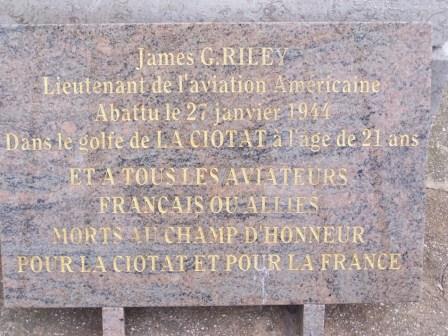 James G.RILEY
Lieutenant de l'aviation Américaine
Abattu le 27 janvier 1944
Dans le golfe de LA CIOTAT à l'âge de 21 ans
ET A TOUS LES AVIATEURS
FRANCAIS OU ALLIES
MORTS AU CHAMP D'HONNEUR
POUR LA CIOTAT ET POUR LA FRANCE